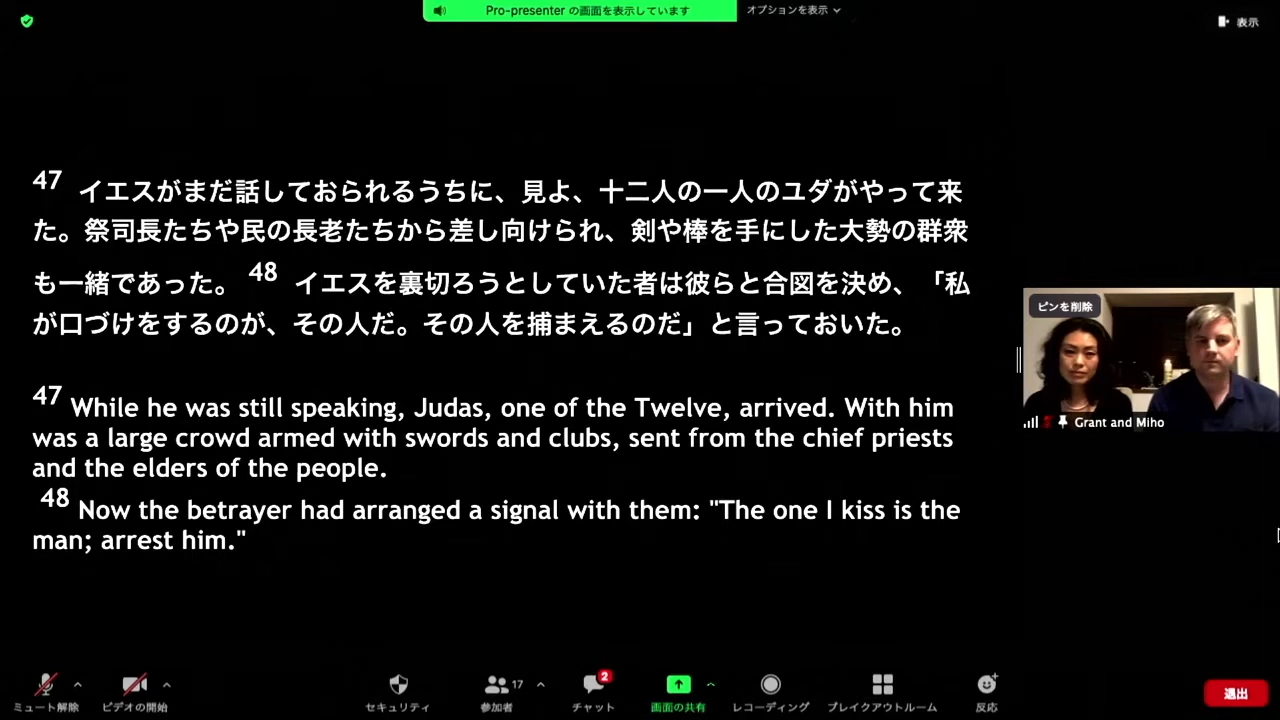 Pro-presenter の画面を表示しています
オプションを表示
表示
47 イエスがまだ話しておられるうちに、見よ、十二人の一人のユダがやって来
た。祭司長たちや民の長老たちから差し向けられ、剣や棒を手にした大勢の群衆
も一緒であった。 48 イエスを裏切ろうとしていた者は彼らと合図を決め、「私
が口づけをするのが、その人だ。その人を捕まえるのだ」と言っておいた。
47 While he was still speaking, Judas, one of the Twelve, arrived. With him
was a large crowd armed with swords and clubs, sent from the chief priests
and the elders of the people.
48 Now the betrayer had arranged a signal with them: "The one I kiss is the
man; arrest him."
ピンを削除
Grant and Miho
ミュート解除
ビデオの開始
セキュリティ
17
参加者
2
チャット
画面の共有
レコーディング
ブレイクアウトルーム
反応
退出